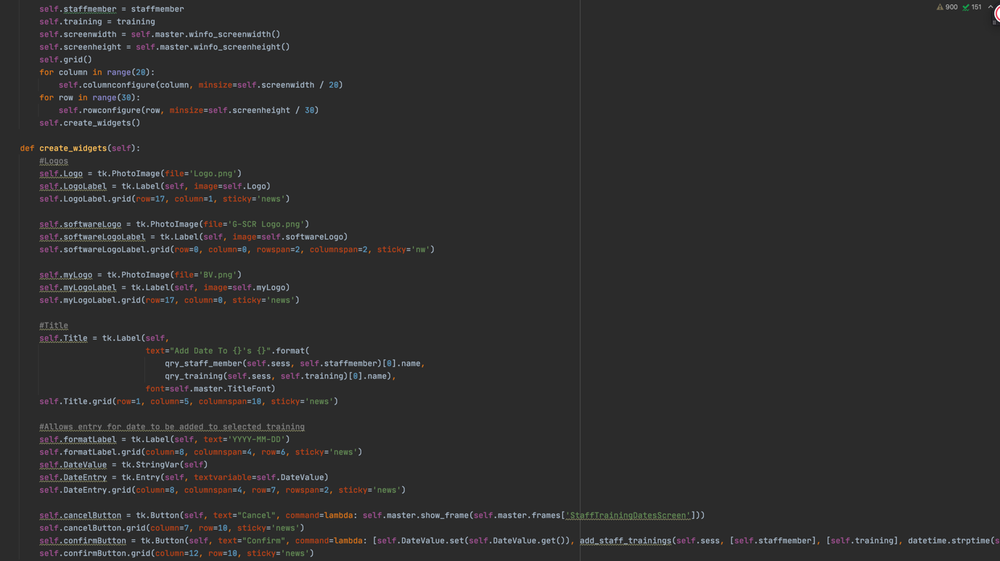 900 151
self.staffmember = staffmember
self.training = training
self.screenwidth = self.master.winfo_screenwidth()
self.screenheight = self.master.winfo_screenheight()
self.grid()
for column in range(20):
self.columnconfigure(column, minsize=self.screenwidth / 20)
for row in range(30):
self.rowconfigure(row, minsize=self.screenheight / 30)
self.create_widgets()
def create_widgets(self):
#Logos
self.Logo = tk.PhotoImage(file='Logo.png')
self.LogoLabel = tk.Label(self, image=self.Logo)
self.LogoLabel.grid(row=17, column=1, sticky='news')
self.softwareLogo = tk.PhotoImage(file='G-SCR Logo.png')
self.softwareLogoLabel = tk.Label(self, image=self.softwareLogo)
self.softwareLogoLabel.grid(row=0, column=0, rowspan=2, columnspan=2, sticky='nw')
self.myLogo = tk.PhotoImage(file='BV.png')
self.myLogoLabel = tk.Label(self, image=self.myLogo)
self.myLogoLabel.grid(row=17, column=0, sticky='news')
#Title
self.Title = tk.Label(self,
text="Add Date To {}'s {}".format(
qry_staff_member(self.sess, self.staffmember)[0].name,
qry_training(self.sess, self.training)[0].name),
font=self.master.TitleFont)
self.Title.grid(row=1, column=5, columnspan=10, sticky='news')
#Allows entry for date to be added to selected training
self.formatLabel = tk.Label(self, text='YYYY-MM-DD')
self.formatLabel.grid(column=8, columnspan=4, row=6, sticky='news')
self.DateValue = tk.StringVar(self)
self.DateEntry = tk.Entry(self, textvariable=self.DateValue)
self.DateEntry.grid(column=8, columnspan=4, row=7, rowspan=2, sticky='news')
self.cancelButton = tk.Button(self, text="Cancel", command=lambda: self.master.show_frame(self.master.frames['StaffTrainingDatesScreen']))
self.cancelButton.grid(column=7, row=10, sticky='news')
self.confirmButton = tk.Button(self, text="Confirm", command=lambda: [self.DateValue.set(self.DateValue.get()), add_staff_trainings(self.sess, [self.staffmember], [self.training], datetime.strptime(s
self.confirmButton.grid(column=12, row=10, sticky='news')